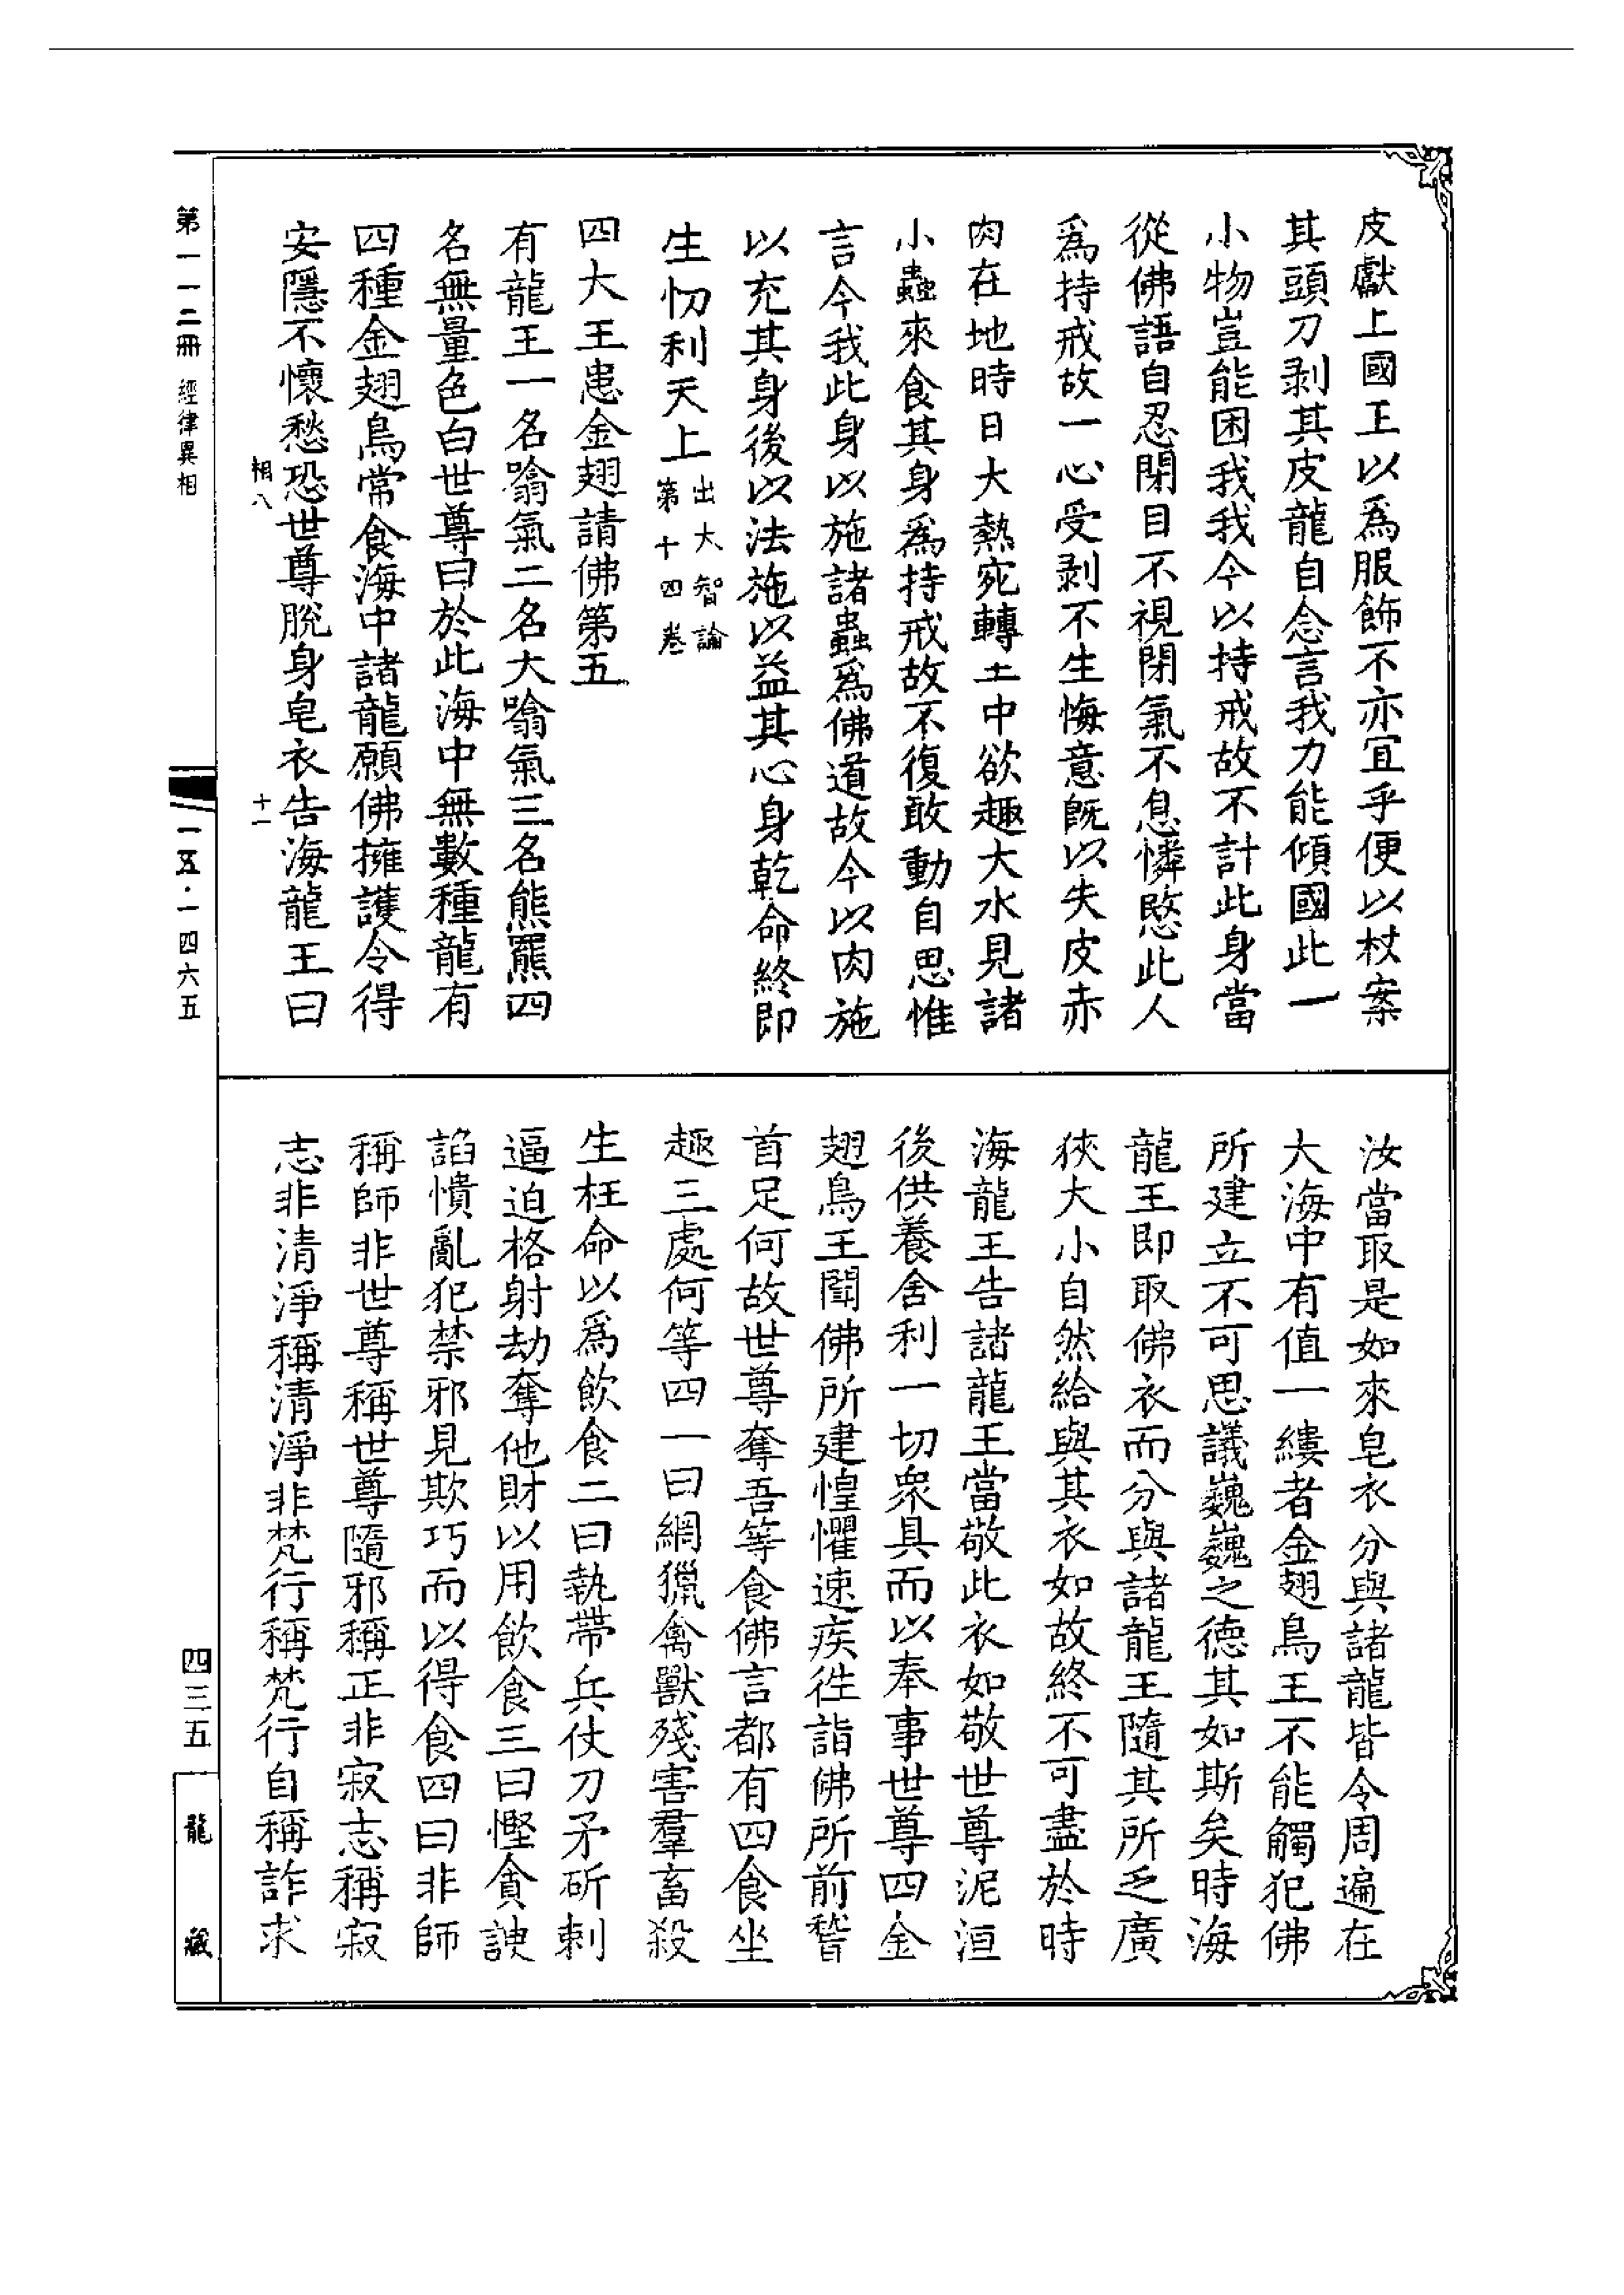 皮獻上國王以為服飾不亦宜乎便以杖案
其頭刀剥其皮龍自念言我力能傾國此一
小物豈能困我我今以持戒故不計此身當
從佛語自忍閉目不視閉氣不息憐愍此人
為持戒故一心受剥不生悔意既以失皮赤
肉在地時日大熱宛轉土中欲趣大水見諸
小蟲來食其身為持戒故不復敢動自思惟
言今我此身以施諸蟲為佛道故今以肉施
以充其身後以法施以益其心身乾命終即
生忉利天上出大智論第十四卷
四大王患金翅請佛第五
有龍王一名噏氣二名大噏氣三名熊羆四
名無量色白世尊曰於此海中無數種龍有
四種金翅鳥常食海中諸龍願佛擁護令得
安隱不懷愁恐世尊脫身皂衣告海龍王曰
相八 十一
汝當取是如來皂衣分與諸龍皆令周遍在
大海中有值一縷者金翅鳥王不能觸犯佛
所建立不可思議巍巍之德其如斯矣時海
龍王即取佛衣而分與諸龍王隨其所乏廣
狹大小自然給與其衣如故終不可盡於時
海龍王告諸龍王當敬此衣如敬世尊泥洹
後供養舍利一切衆具而以奉事世尊四金
翅鳥王聞佛所建惶懼速疾徃詣佛所前稽
首足何故世尊奪吾等食佛言都有四食坐
趣三處何等四一曰網獵禽獸殘害羣畜殺
生枉命以為飲食二曰執帶兵仗刀矛斫刺
逼迫格射劫奪他財以用飲食三曰慳貪諛
諂憒亂犯禁邪見欺巧而以得食四曰非師
稱師非世尊稱世尊隨邪稱正非寂志稱寂
志非清淨稱清淨非梵行稱梵行自稱詐求
第一一二冊 經律異相
一五·一四六五
四三五
龍藏